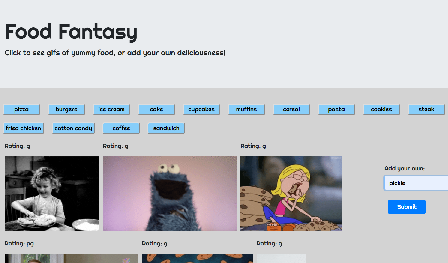 Food Fantasy
Click to see gifs of yummy food, or add your own deliciousness!
pizza burgers ice cream cake cupcakes muffins cereal pasta cookies steak
fried chicken cotton candy coffee sandwich
Rating: g Rating: g Rating: g
Add your own:
pickle
Submit
Rating: pg Rating: g Rating: g